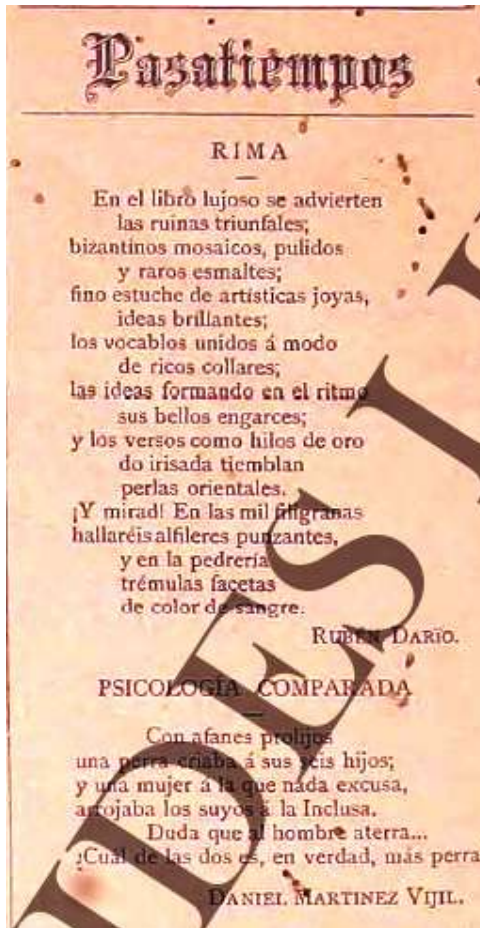 Pasatiempos
RIMA
En el libro lujoso se advierten
las ruinas triunfales;
bizantinos mosaicos, pulidos
y raros esmaltes;
fino estuche de artísticas joyas,
ideas brillantes;
los vocablos unidos á modo
de ricos collares;
las ideas formando en el ritmo
sus bellos engarces;
y los versos como hilos de oro
do irisada tiemblan
perlas orientales.
¡Y mirad! En las mil filigranas
hallaréis alfileres punzantes,
y en la pedrería
trémulas facetas
de color de sangre.
RUBÉN DARÍO.
PSICOLOGÍA COMPARADA
Con afanes prolijos
una perra criaba á sus seis hijos;
y una mujer á la que nada excusa,
arrojaba los suyos á la Inclusa.
Duda que al hombre aterra...
¿Cuál de las dos es, en verdad, más perra
DANIEL MARTINEZ VIJIL.